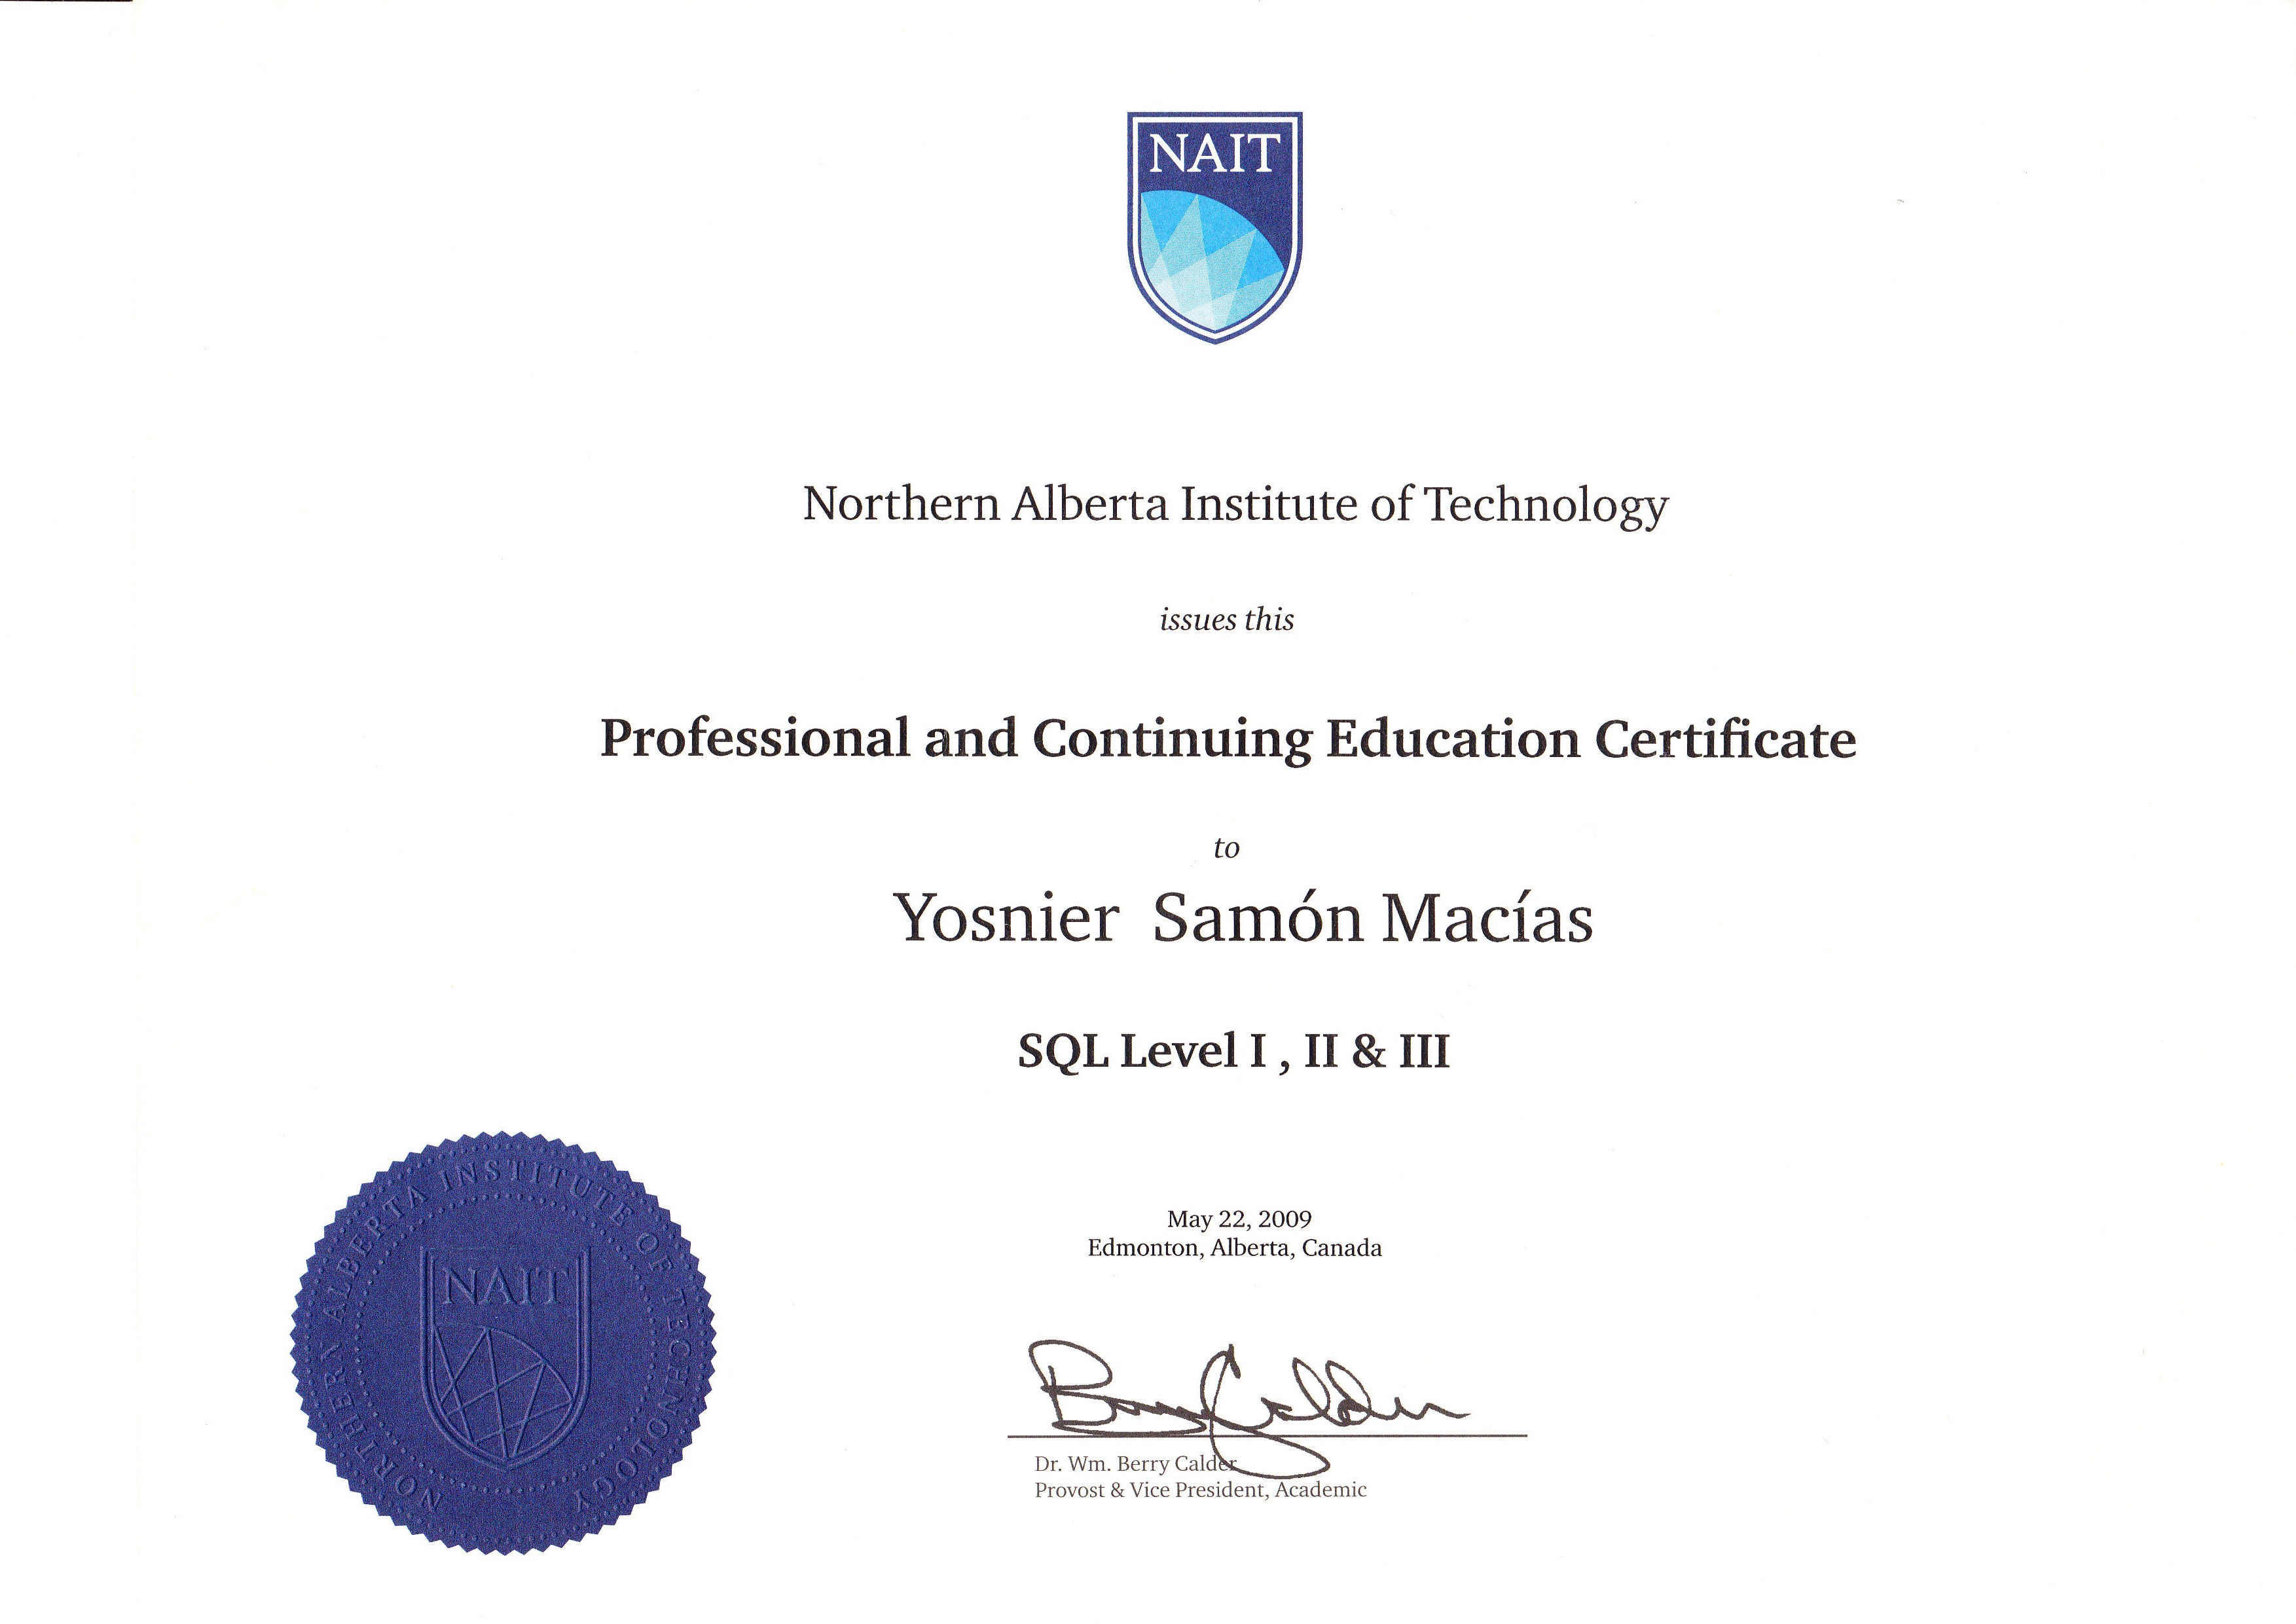 NAIT
Northern Alberta Institute of Technology
issues this
Professional and Continuing Education Certificate
to
Yosnier Samón Macías
SQL Level I , II & III
May 22, 2009
Edmonton, Alberta, Canada
Berry Calder
Dr. Wm. Berry Calder
Provost & Vice President, Academic
NORTHERN ALBERTA INSTITUTE OF TECHNOLOGY
NAIT